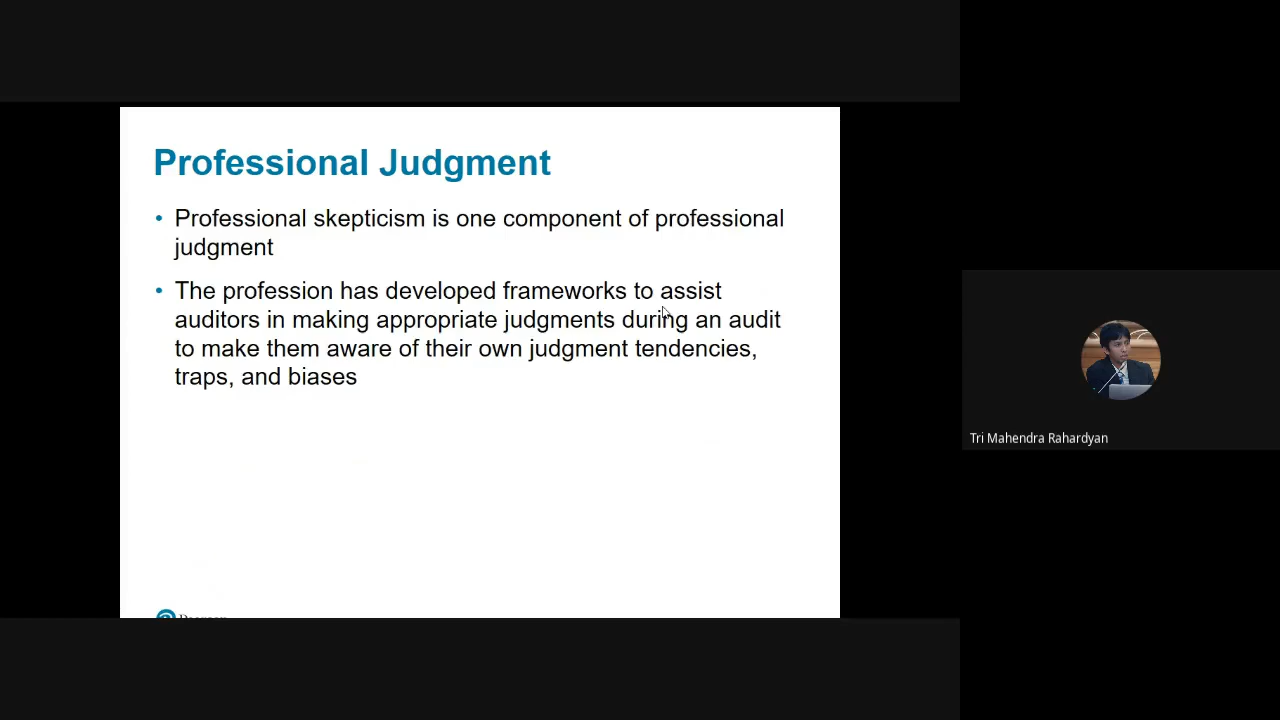 Professional Judgment
• Professional skepticism is one component of professional
judgment
• The profession has developed frameworks to assist
auditors in making appropriate judgments during an audit
to make them aware of their own judgment tendencies,
traps, and biases
Tri Mahendra Rahardyan